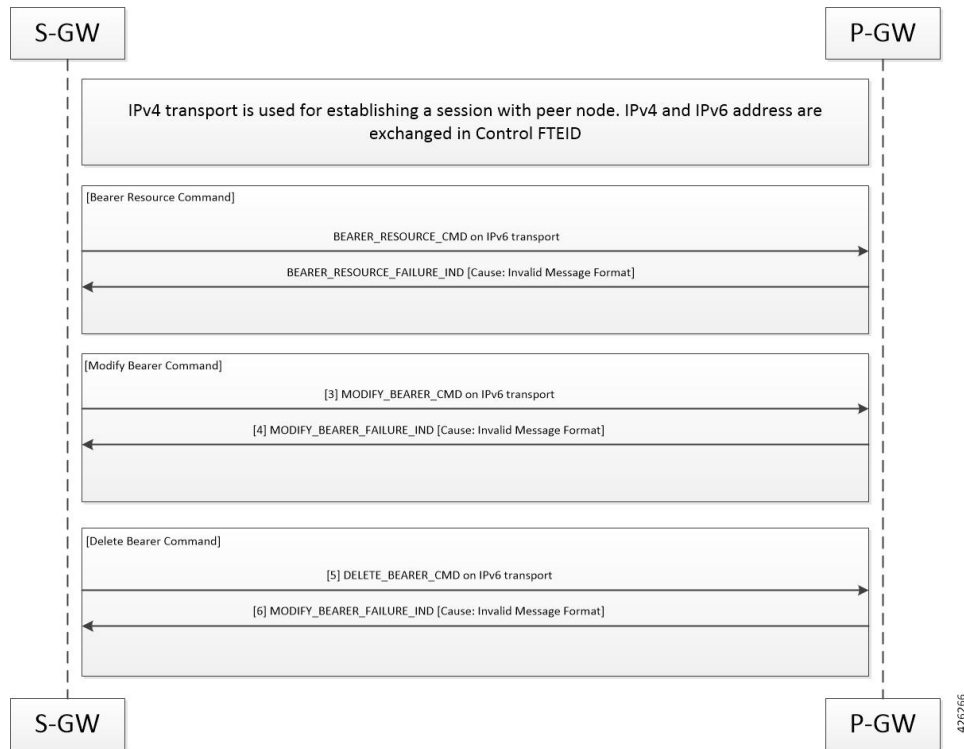 S-GW
P-GW
IPv4 transport is used for establishing a session with peer node. IPv4 and IPv6 address are
exchanged in Control FTEID
[Bearer Resource Command]
BEARER_RESOURCE_CMD on IPv6 transport
BEARER_RESOURCE_FAILURE_IND [Cause: Invalid Message Format]
[Modify Bearer Command]
[3] MODIFY_BEARER_CMD on IPv6 transport
[4] MODIFY_BEARER_FAILURE_IND [Cause: Invalid Message Format]
[Delete Bearer Command]
[5] DELETE_BEARER_CMD on IPv6 transport
[6] MODIFY_BEARER_FAILURE_IND [Cause: Invalid Message Format]
S-GW
P-GW
426266